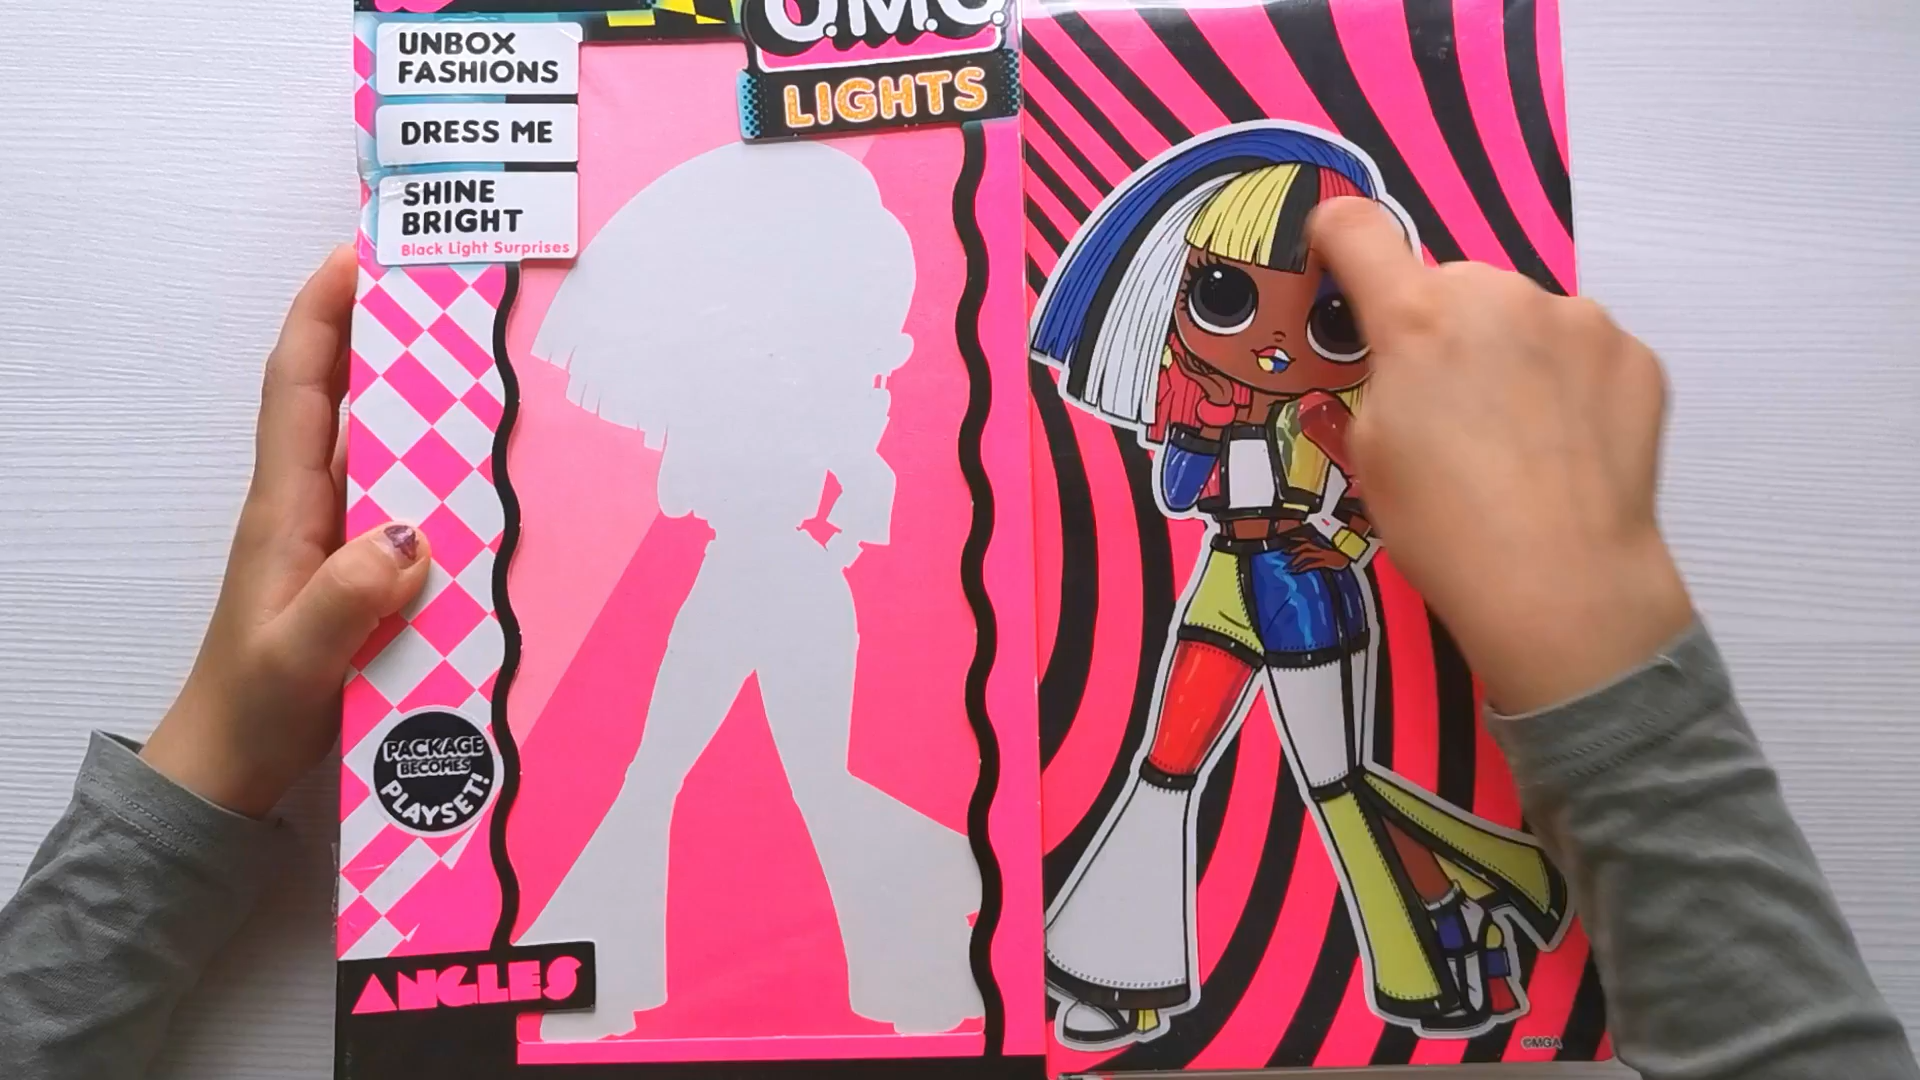 O.M.G.
LIGHTS
UNBOX
FASHIONS
DRESS ME
SHINE
BRIGHT
Black Light Surprises
PACKAGE
BECOMES
PLAYSET!
ANGLES
©MGA